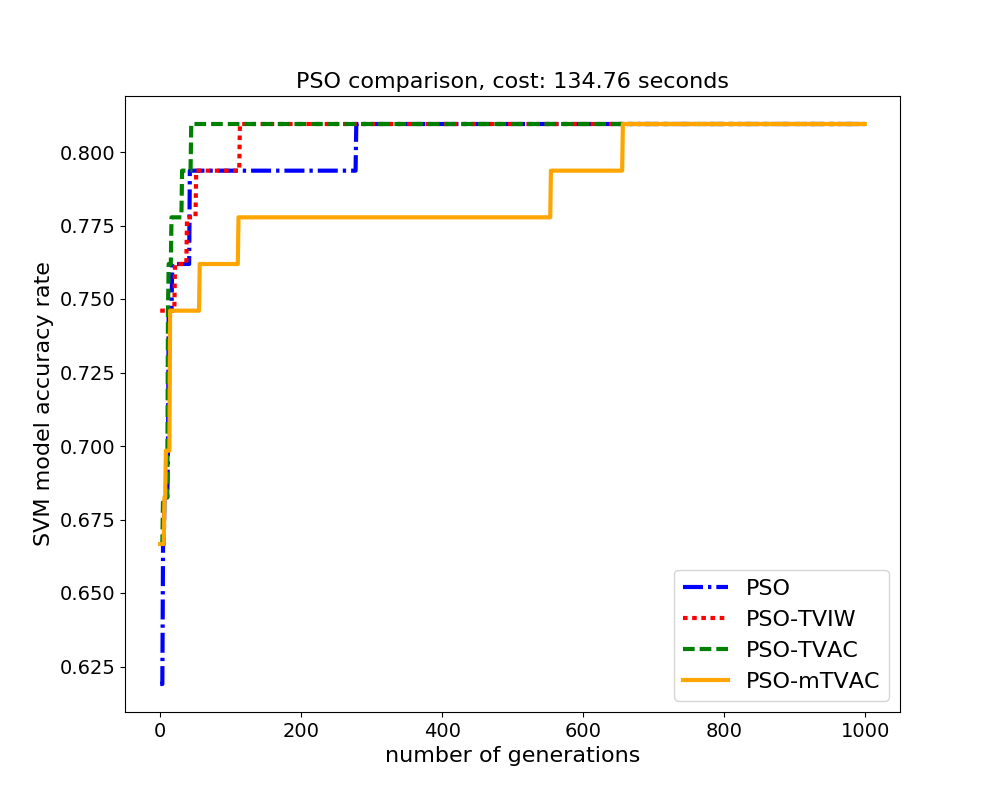 PSO comparison, cost: 134.76 seconds
SVM model accuracy rate
0.800
0.775
0.750
0.725
0.700
0.675
0.650
0.625
PSO
PSO-TVIW
PSO-TVAC
PSO-mTVAC
0 200 400 600 800 1000
number of generations